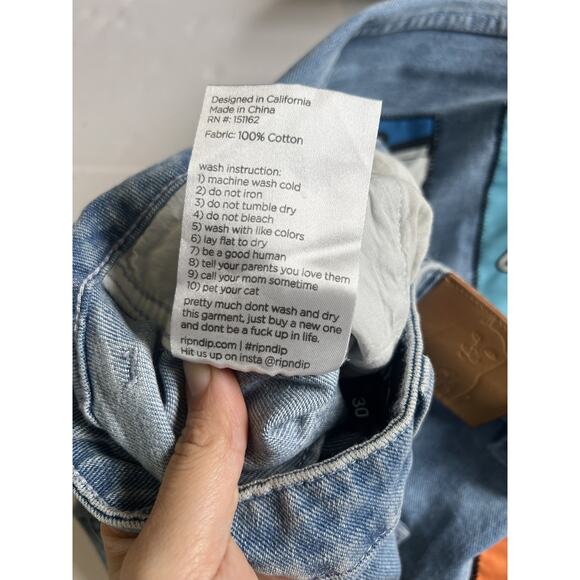 Designed in California
Made in China
RN #: 151162
Fabric: 100% Cotton
wash instruction:
1) machine wash cold
2) do not iron
3) do not tumble dry
4) do not bleach
5) wash with like colors
6) lay flat to dry
7) be a good human
8) tell your parents you love them
9) call your mom sometime
10) pet your cat
pretty much dont wash and dry
this garment, just buy a new one
and dont be a fuck up in life.
ripndip.com | #ripndip
Hit us up on insta @ripndip
30